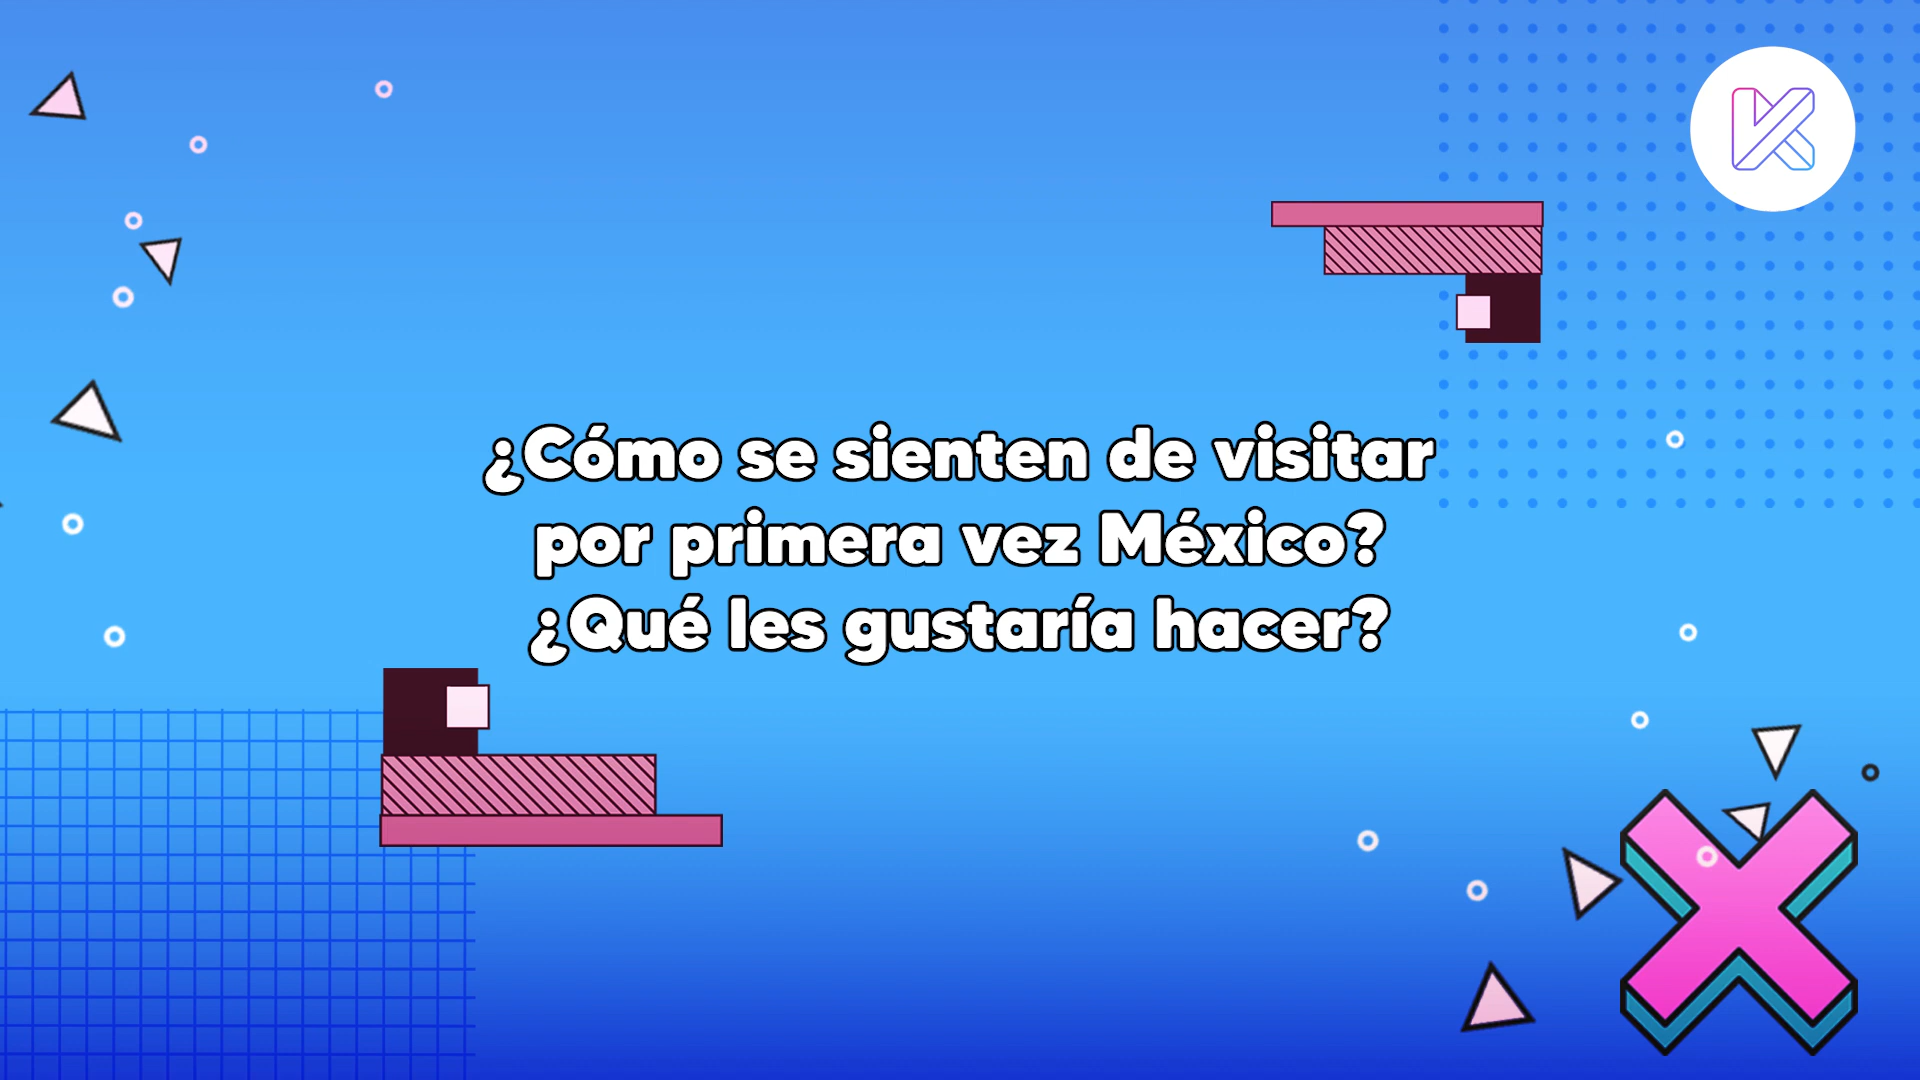 ¿Cómo se sienten de visitar
por primera vez México?
¿Qué les gustaría hacer?